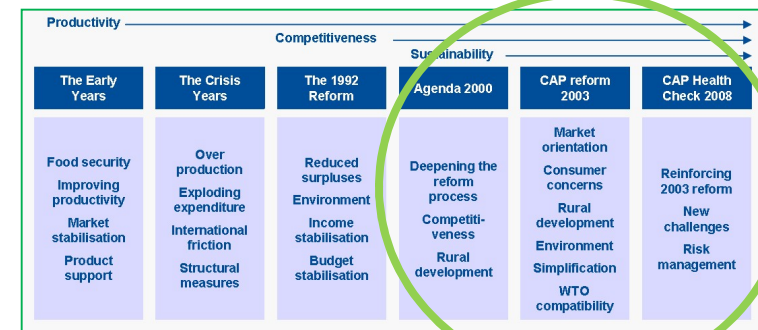 Productivity
Competitiveness
Sustainability
The Early
Years
The Crisis
Years
The 1992
Reform
Agenda 2000
CAP reform
2003
CAP Health
Check 2008
Food security
Improving
productivity
Market
stabilisation
Product
support
Over
production
Exploding
expenditure
International
friction
Structural
measures
Reduced
surpluses
Environment
Income
stabilisation
Budget
stabilisation
Deepening the
reform
process
Competiti-
veness
Rural
development
Market
orientation
Consumer
concerns
Rural
development
Environment
Simplification
WTO
compatibility
Reinforcing
2003 reform
New
challenges
Risk
management